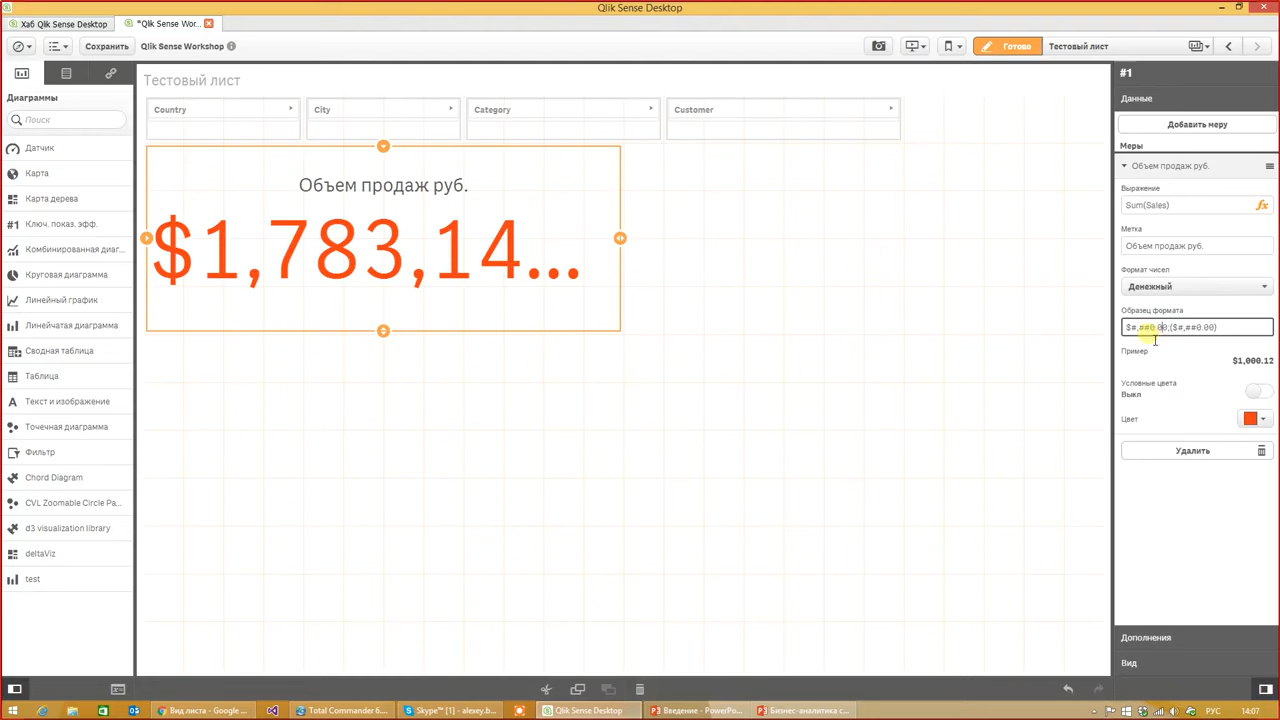 Qlik Sense Desktop
Хаб Qlik Sense Desktop
*Qlik Sense Wor...
Сохранить
Qlik Sense Workshop
Готово
Тестовый лист
Диаграммы
Поиск
Датчик
Карта
Карта дерева
#1 Ключ. показ. эфф.
Комбинированная диаг...
Круговая диаграмма
Линейный график
Линейчатая диаграмма
Сводная таблица
Таблица
A Текст и изображение
Точечная диаграмма
Фильтр
Chord Diagram
CVL Zoomable Circle Pa...
d3 visualization library
deltaViz
test
Тестовый лист
Country
City
Category
Customer
Объем продаж руб.
$1,783,14...
#1
Данные
Добавить меру
Меры
Объем продаж руб.
Выражение
Sum(Sales)
Метка
Объем продаж руб.
Формат чисел
Денежный
Образец формата
$#,##0.00;($#,##0.00)
Пример
$1,000.12
Условные цвета
Выкл
Цвет
Удалить
Дополнения
Вид
Вид листа - Google ...
Total Commander 6....
Skype™ [1] - alexey.b...
Qlik Sense Desktop
Введение - PowerPo...
Бизнес-аналитика с...
РУС
14:07